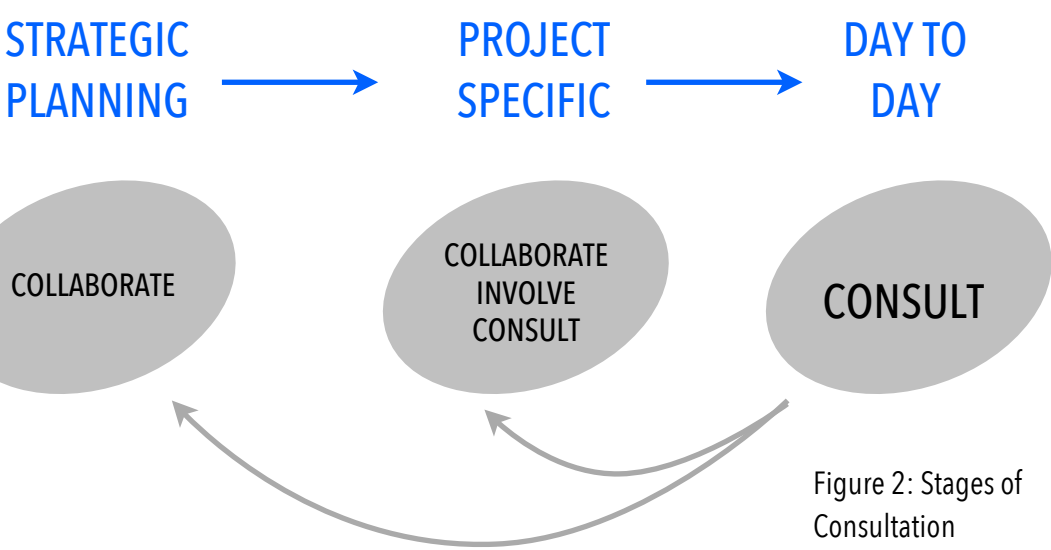 STRATEGIC
PLANNING
PROJECT
SPECIFIC
DAY TO
DAY
COLLABORATE
COLLABORATE
INVOLVE
CONSULT
CONSULT
Figure 2: Stages of
Consultation